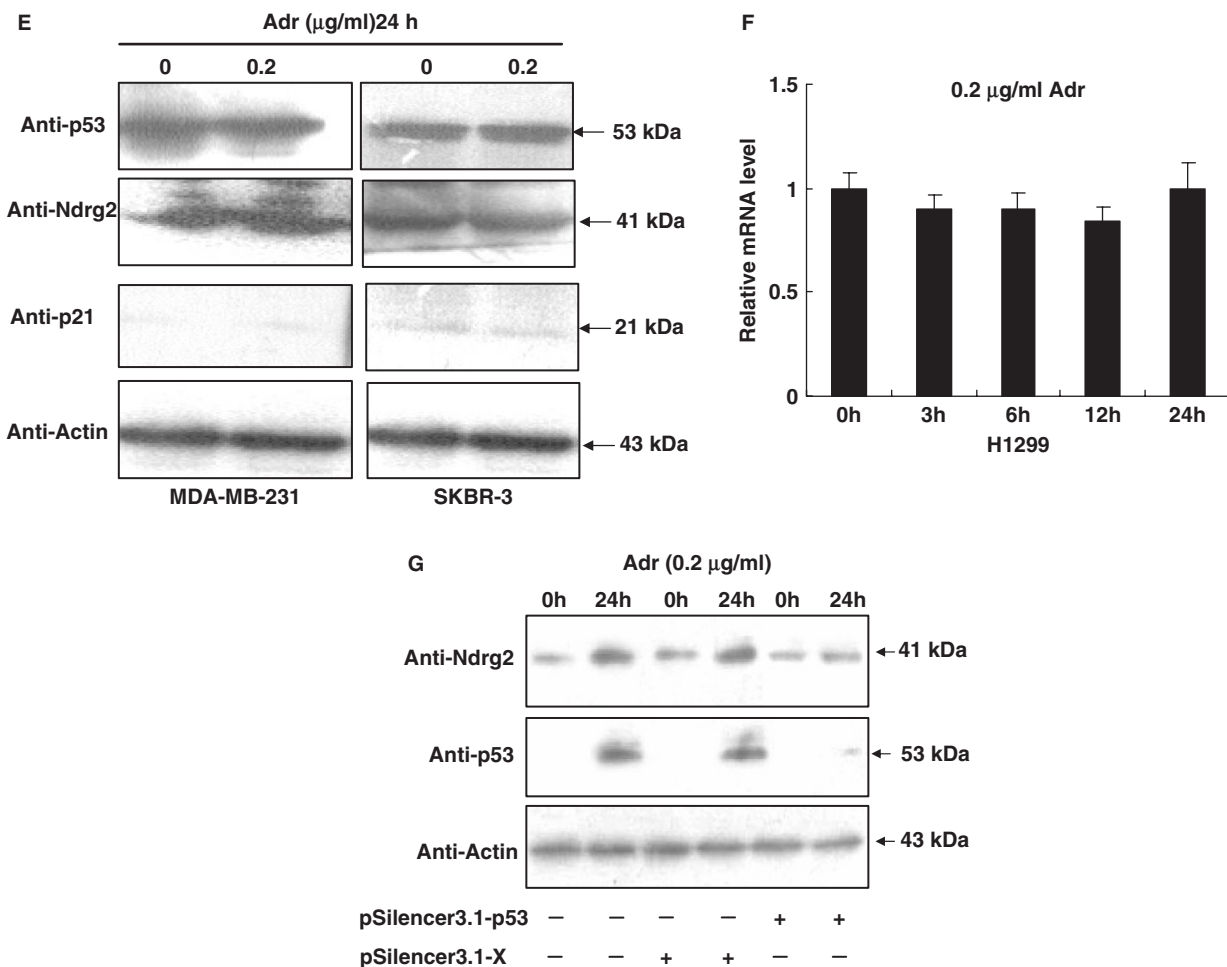 E
Adr (μg/ml)24 h
0 0.2 0 0.2
Anti-p53
53 kDa
Anti-Ndrg2
41 kDa
Anti-p21
21 kDa
Anti-Actin
43 kDa
MDA-MB-231 SKBR-3
F
0.2 μg/ml Adr
Relative mRNA level
1.5
1
0.5
0
0h 3h 6h 12h 24h
H1299
G
Adr (0.2 μg/ml)
0h 24h 0h 24h 0h 24h
Anti-Ndrg2
41 kDa
Anti-p53
53 kDa
Anti-Actin
43 kDa
pSilencer3.1-p53 – – – – + +
pSilencer3.1-X – – + + – –